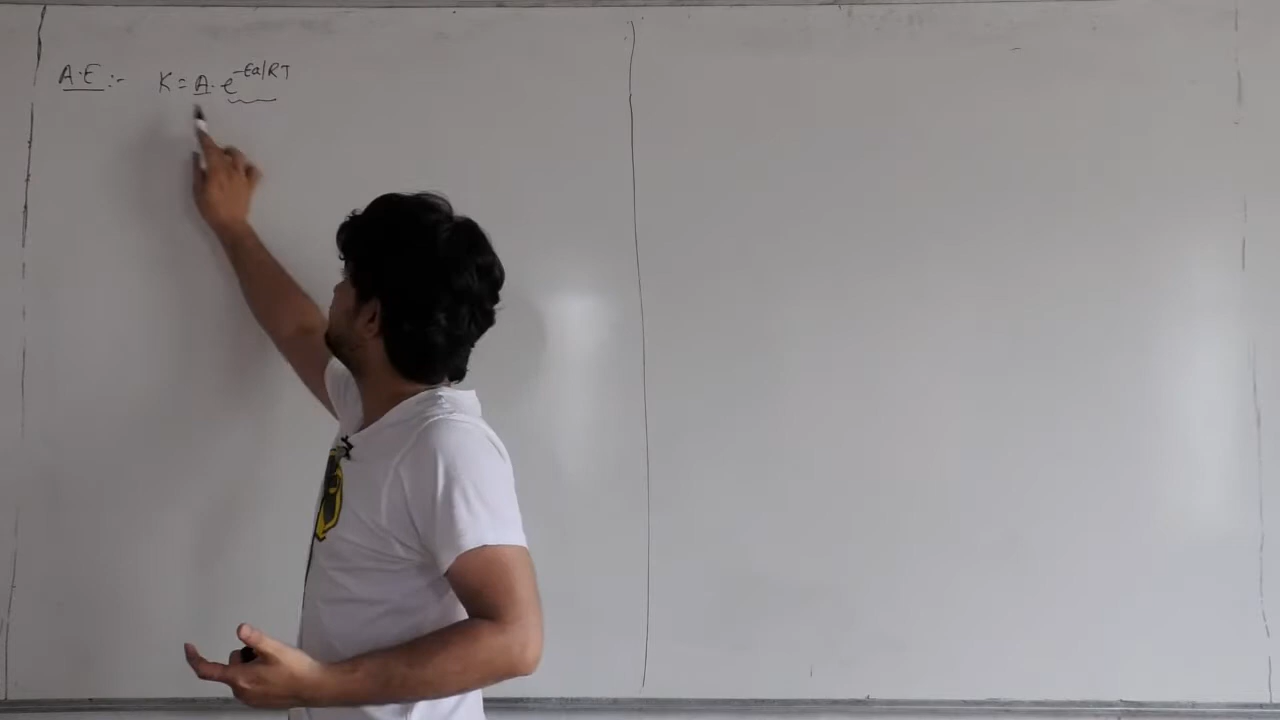 A.E :- K = A. e^-Ea/RT